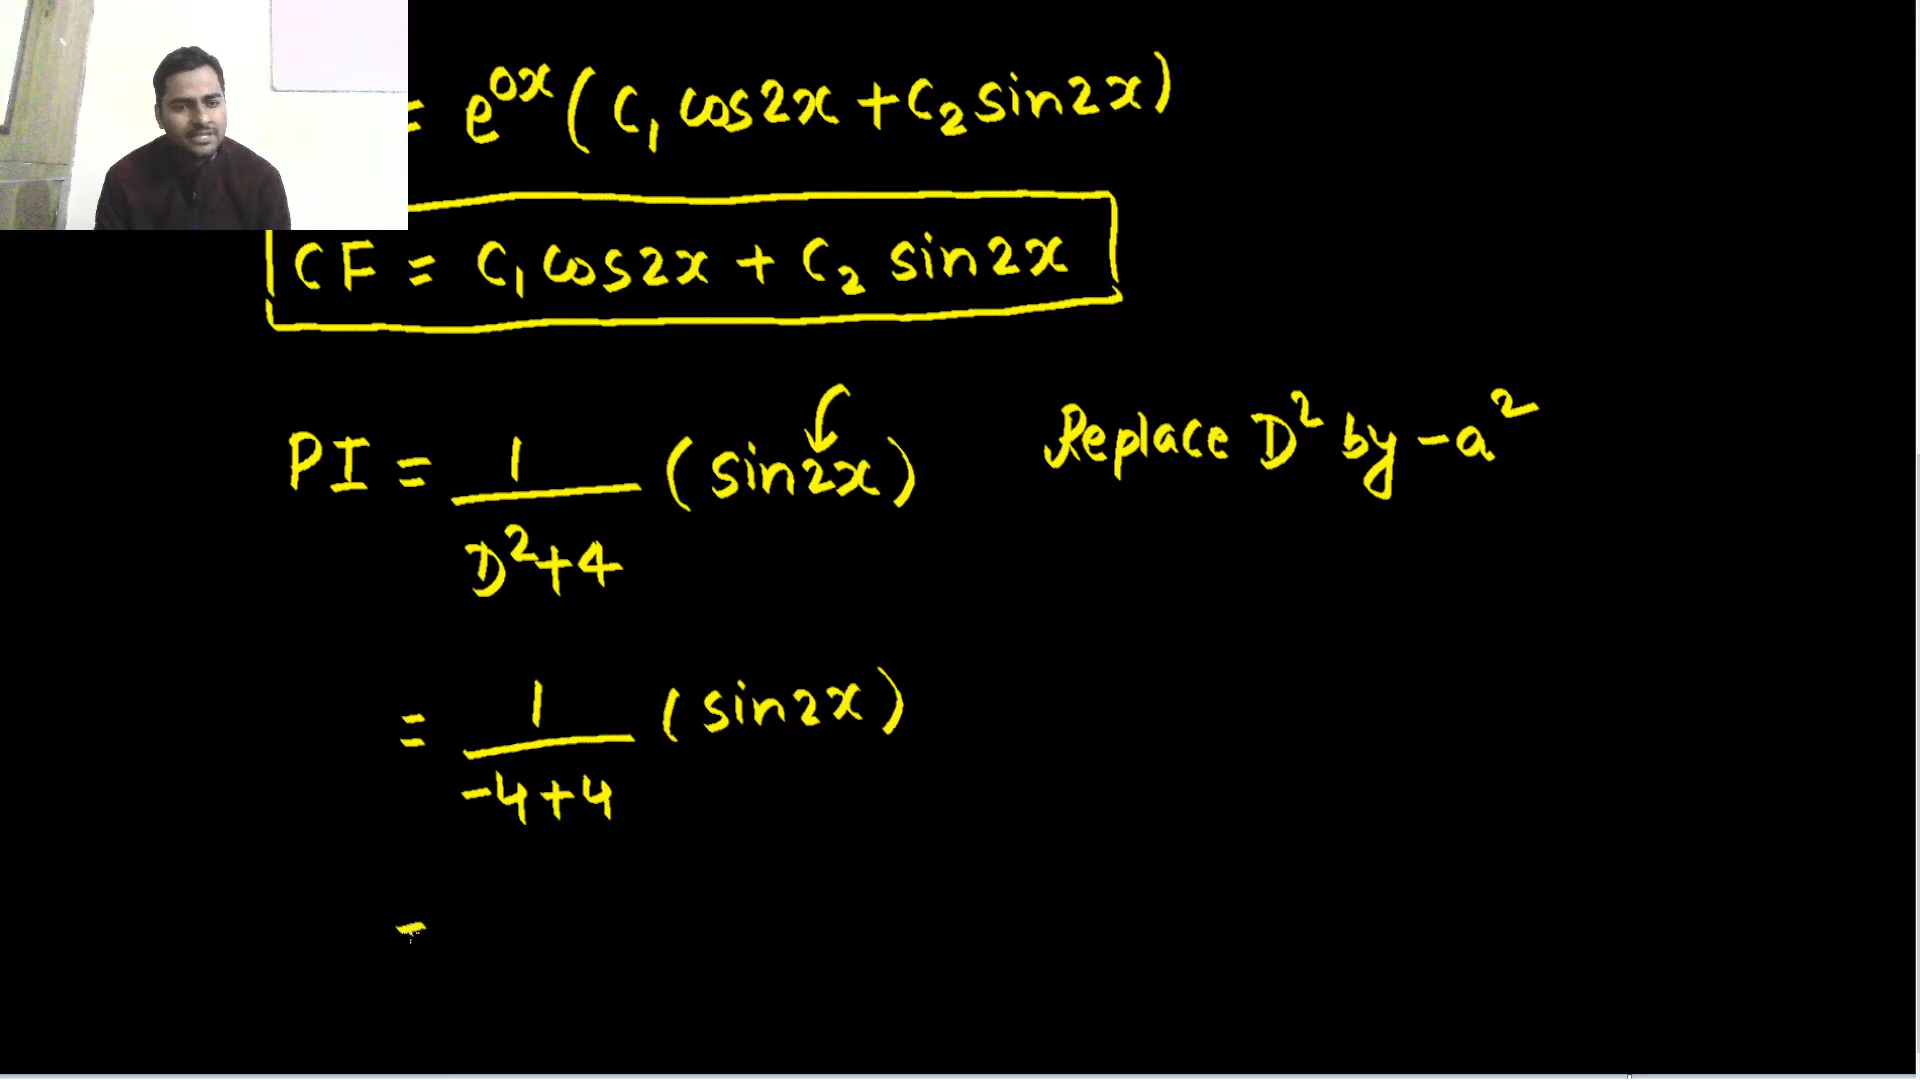 = e^{0x} (C₁ cos2x + C₂ sin2x)
CF = C₁ cos2x + C₂ sin2x
PI = 1/(D²+4) (sin2x) Replace D² by -a²
= 1/(-4+4) (sin2x)